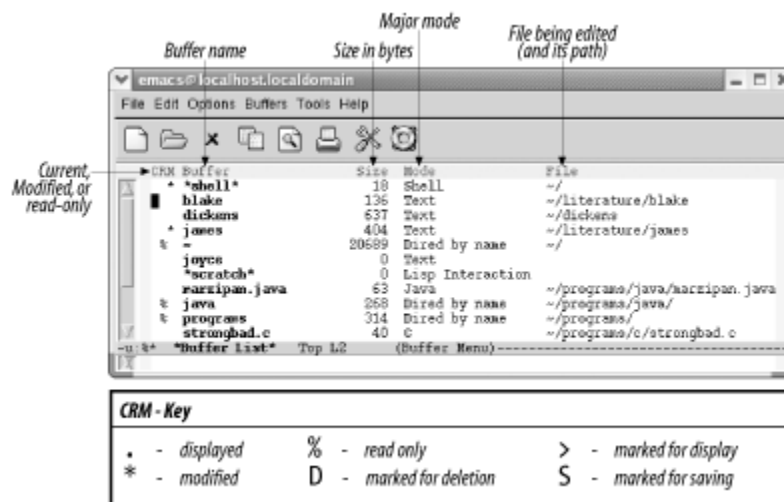 Major mode
File being edited
Buffer name Size in bytes (and its path)
emacs@localhost.localdomain
File Edit Options Buffers Tools Help
Current,
Modified, or
read-only
CRM Buffer Size Mode File
* *shell* 18 Shell ~/
blake 136 Text ~/literature/blake
dickens 637 Text ~/dickens
* james 404 Text ~/literature/james
% ~ 20689 Dired by name ~/
joyce 0 Text
*scratch* 0 Lisp Interaction
marzipan.java 63 Java ~/programs/java/marzipan.java
% java 268 Dired by name ~/programs/java/
% programs 314 Dired by name ~/programs/
strongbad.c 40 C ~/programs/c/strongbad.c
-u:%* *Buffer List* Top L2 (Buffer Menu)
CRM - Key
. - displayed % - read only > - marked for display
* - modified D - marked for deletion S - marked for saving